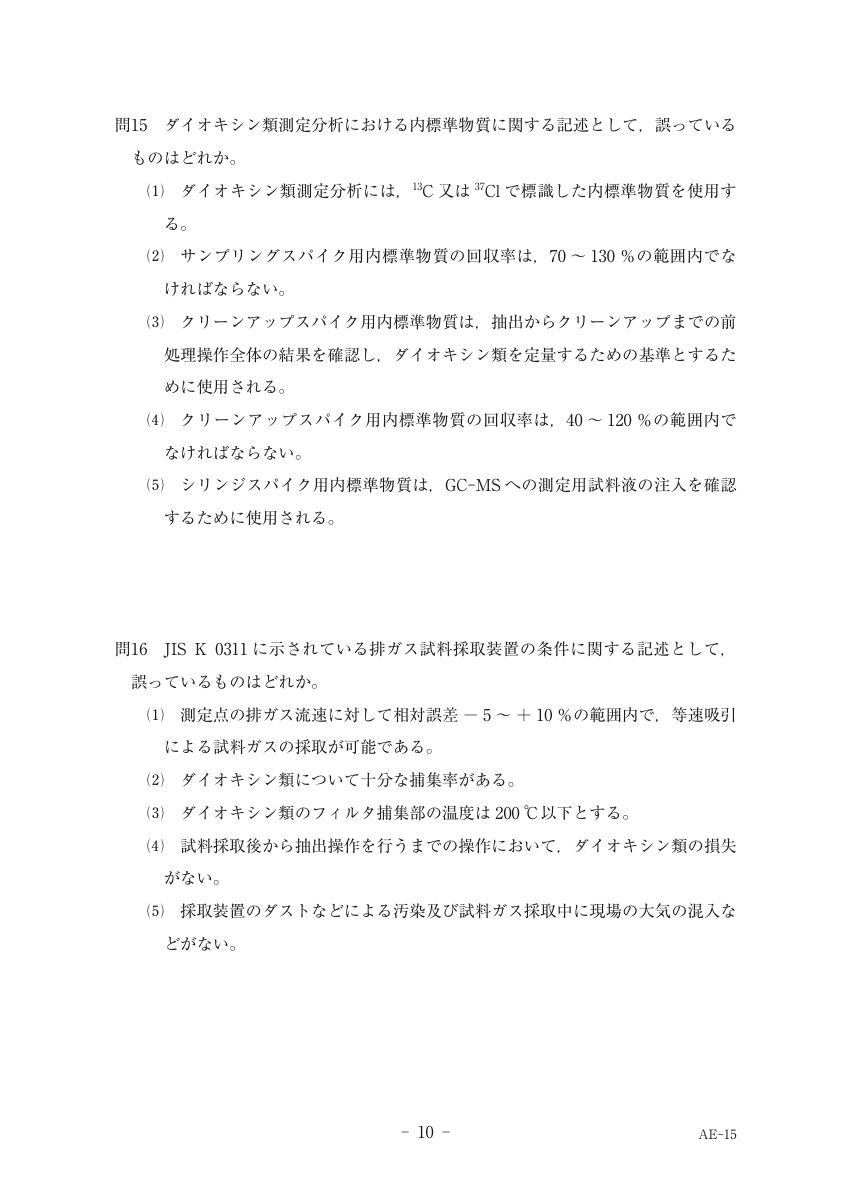 問15　ダイオキシン類測定分析における内標準物質に関する記述として，誤っている
ものはどれか。
⑴　ダイオキシン類測定分析には，¹³C 又は ³⁷Cl で標識した内標準物質を使用す
る。
⑵　サンプリングスパイク用内標準物質の回収率は，70 ～ 130 %の範囲内でな
ければならない。
⑶　クリーンアップスパイク用内標準物質は，抽出からクリーンアップまでの前
処理操作全体の結果を確認し，ダイオキシン類を定量するための基準とするた
めに使用される。
⑷　クリーンアップスパイク用内標準物質の回収率は，40 ～ 120 %の範囲内で
なければならない。
⑸　シリンジスパイク用内標準物質は，GC-MS への測定用試料液の注入を確認
するために使用される。
問16　JIS K 0311 に示されている排ガス試料採取装置の条件に関する記述として，
誤っているものはどれか。
⑴　測定点の排ガス流速に対して相対誤差 － 5 ～ ＋ 10 %の範囲内で，等速吸引
による試料ガスの採取が可能である。
⑵　ダイオキシン類について十分な捕集率がある。
⑶　ダイオキシン類のフィルタ捕集部の温度は 200 ℃以下とする。
⑷　試料採取後から抽出操作を行うまでの操作において，ダイオキシン類の損失
がない。
⑸　採取装置のダストなどによる汚染及び試料ガス採取中に現場の大気の混入な
どがない。
- 10 -
AE-15